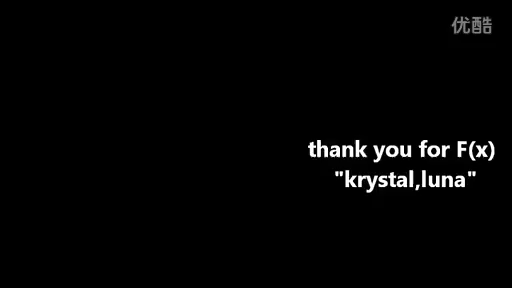 优酷
thank you for F(x)
"krystal,luna"